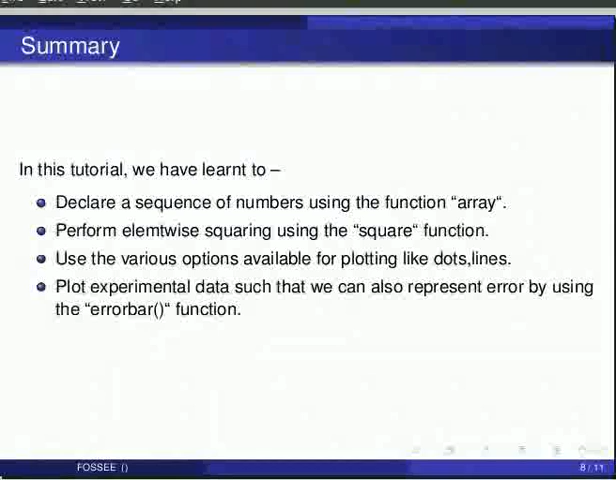 Summary
In this tutorial, we have learnt to –
Declare a sequence of numbers using the function “array“.
Perform elemtwise squaring using the “square“ function.
Use the various options available for plotting like dots,lines.
Plot experimental data such that we can also represent error by using
the “errorbar()“ function.
FOSSEE ()
8 / 11